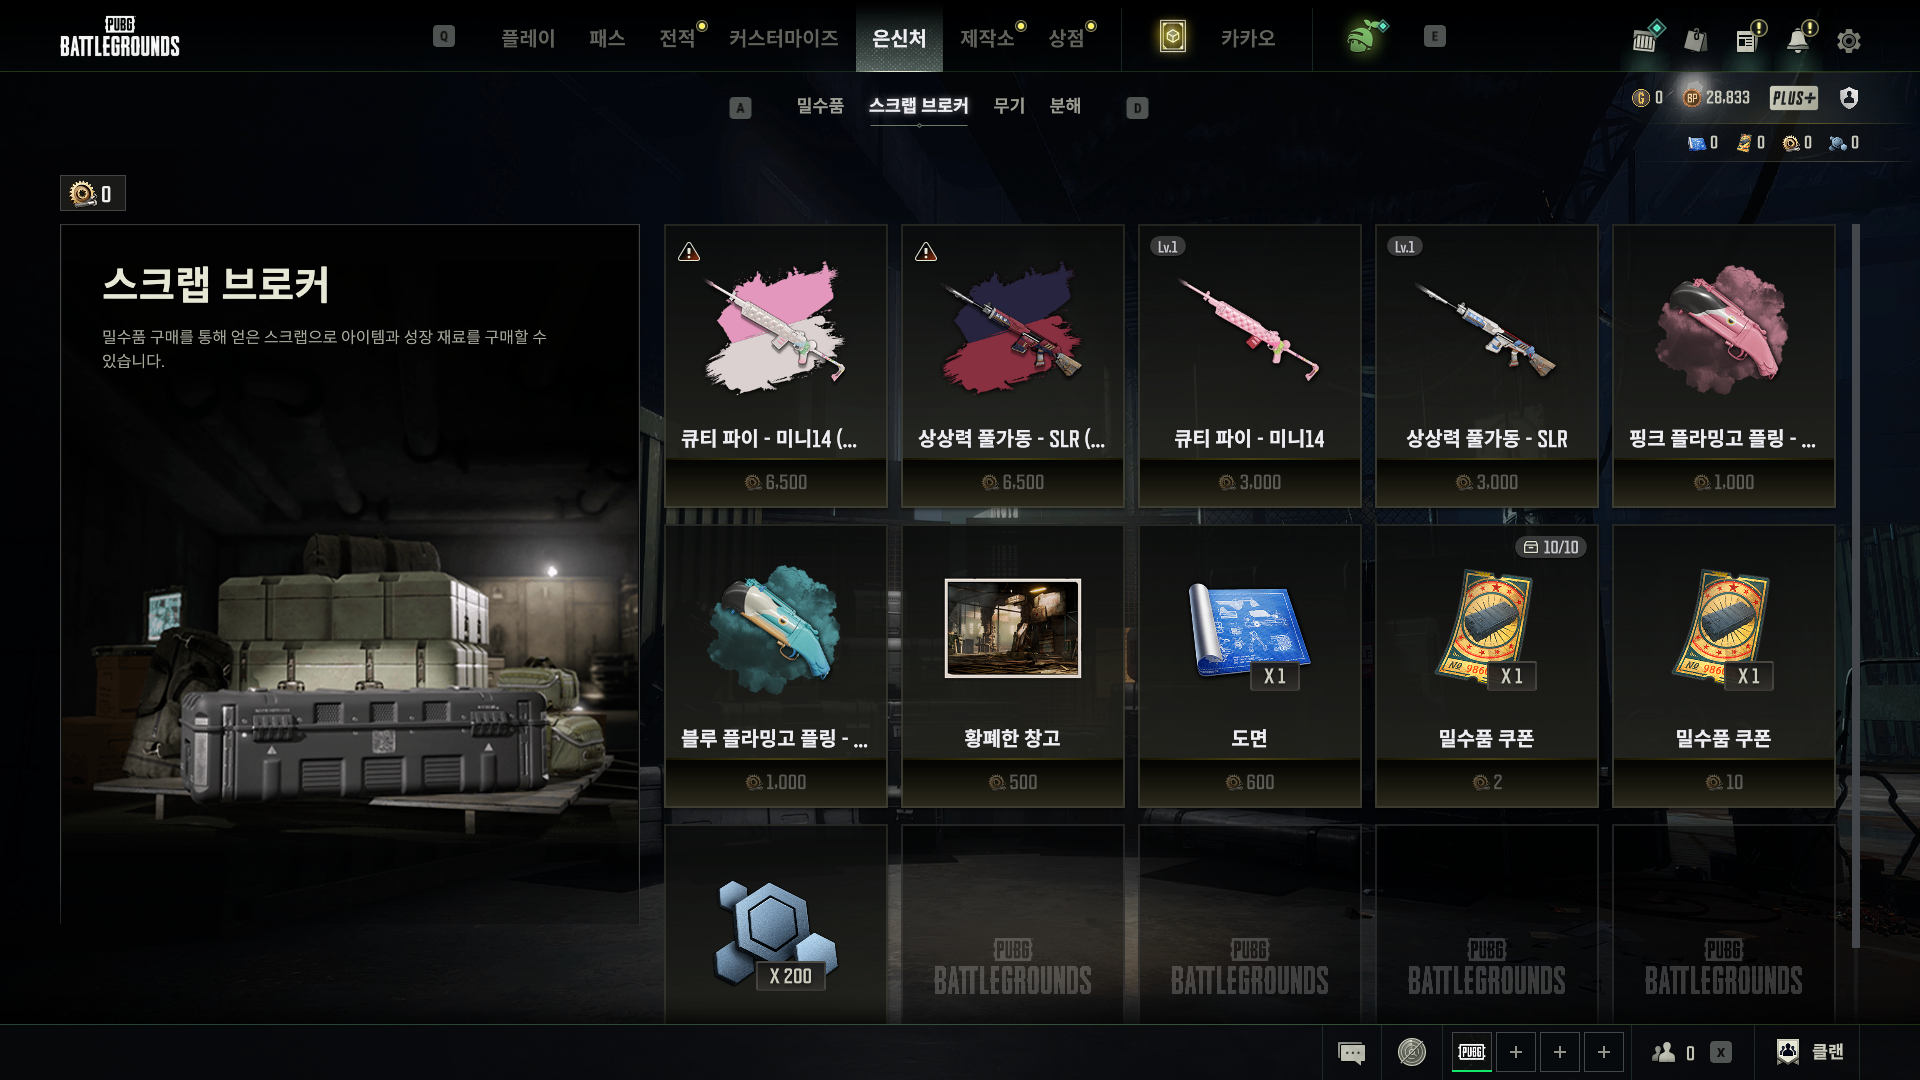 PUBG
BATTLEGROUNDS
Q
플레이
패스
전적
커스터마이즈
은신처
제작소
상점
카카오
E
A
밀수품
스크랩 브로커
무기
분해
D
G 0
BP 28,833
PLUS+
0
0
0
0
0
스크랩 브로커
밀수품 구매를 통해 얻은 스크랩으로 아이템과 성장 재료를 구매할 수
있습니다.
큐티 파이 - 미니14 (...
6,500
상상력 풀가동 - SLR (...
6,500
Lv.1
큐티 파이 - 미니14
3,000
Lv.1
상상력 풀가동 - SLR
3,000
핑크 플라밍고 플링 - ...
1,000
블루 플라밍고 플링 - ...
1,000
황폐한 창고
500
X 1
도면
600
10/10
X 1
밀수품 쿠폰
2
X 1
밀수품 쿠폰
10
X 200
PUBG
BATTLEGROUNDS
PUBG
BATTLEGROUNDS
PUBG
BATTLEGROUNDS
PUBG
BATTLEGROUNDS
PUBG
0
X
클랜